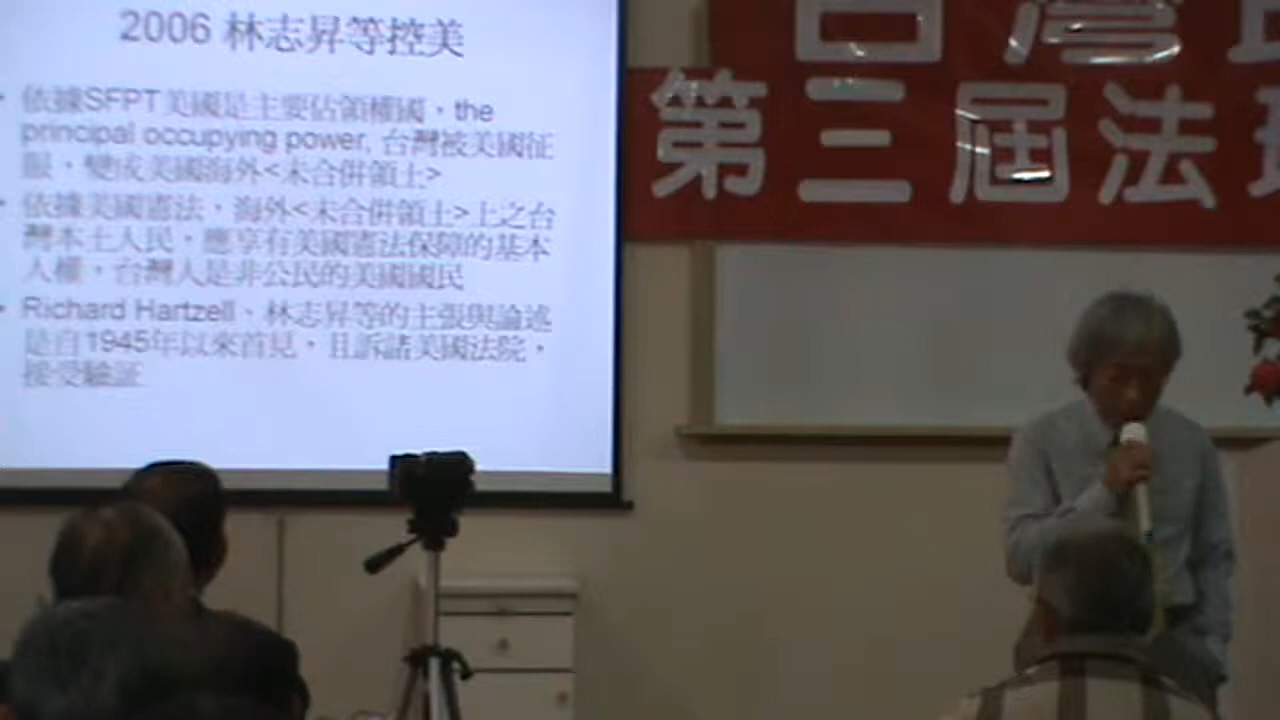 2006 林志昇等控美
依據SFPT美國是主要佔領權國，the
principal occupying power, 台灣被美國征
服，變成美國海外<未合併領土>
依據美國憲法，海外<未合併領土>上之台
灣本土人民，應享有美國憲法保障的基本
人權，台灣人是非公民的美國國民
Richard Hartzell、林志昇等的主張與論述
是自1945年以來首見，且訴諸美國法院，
接受驗証
台灣
第三屆法